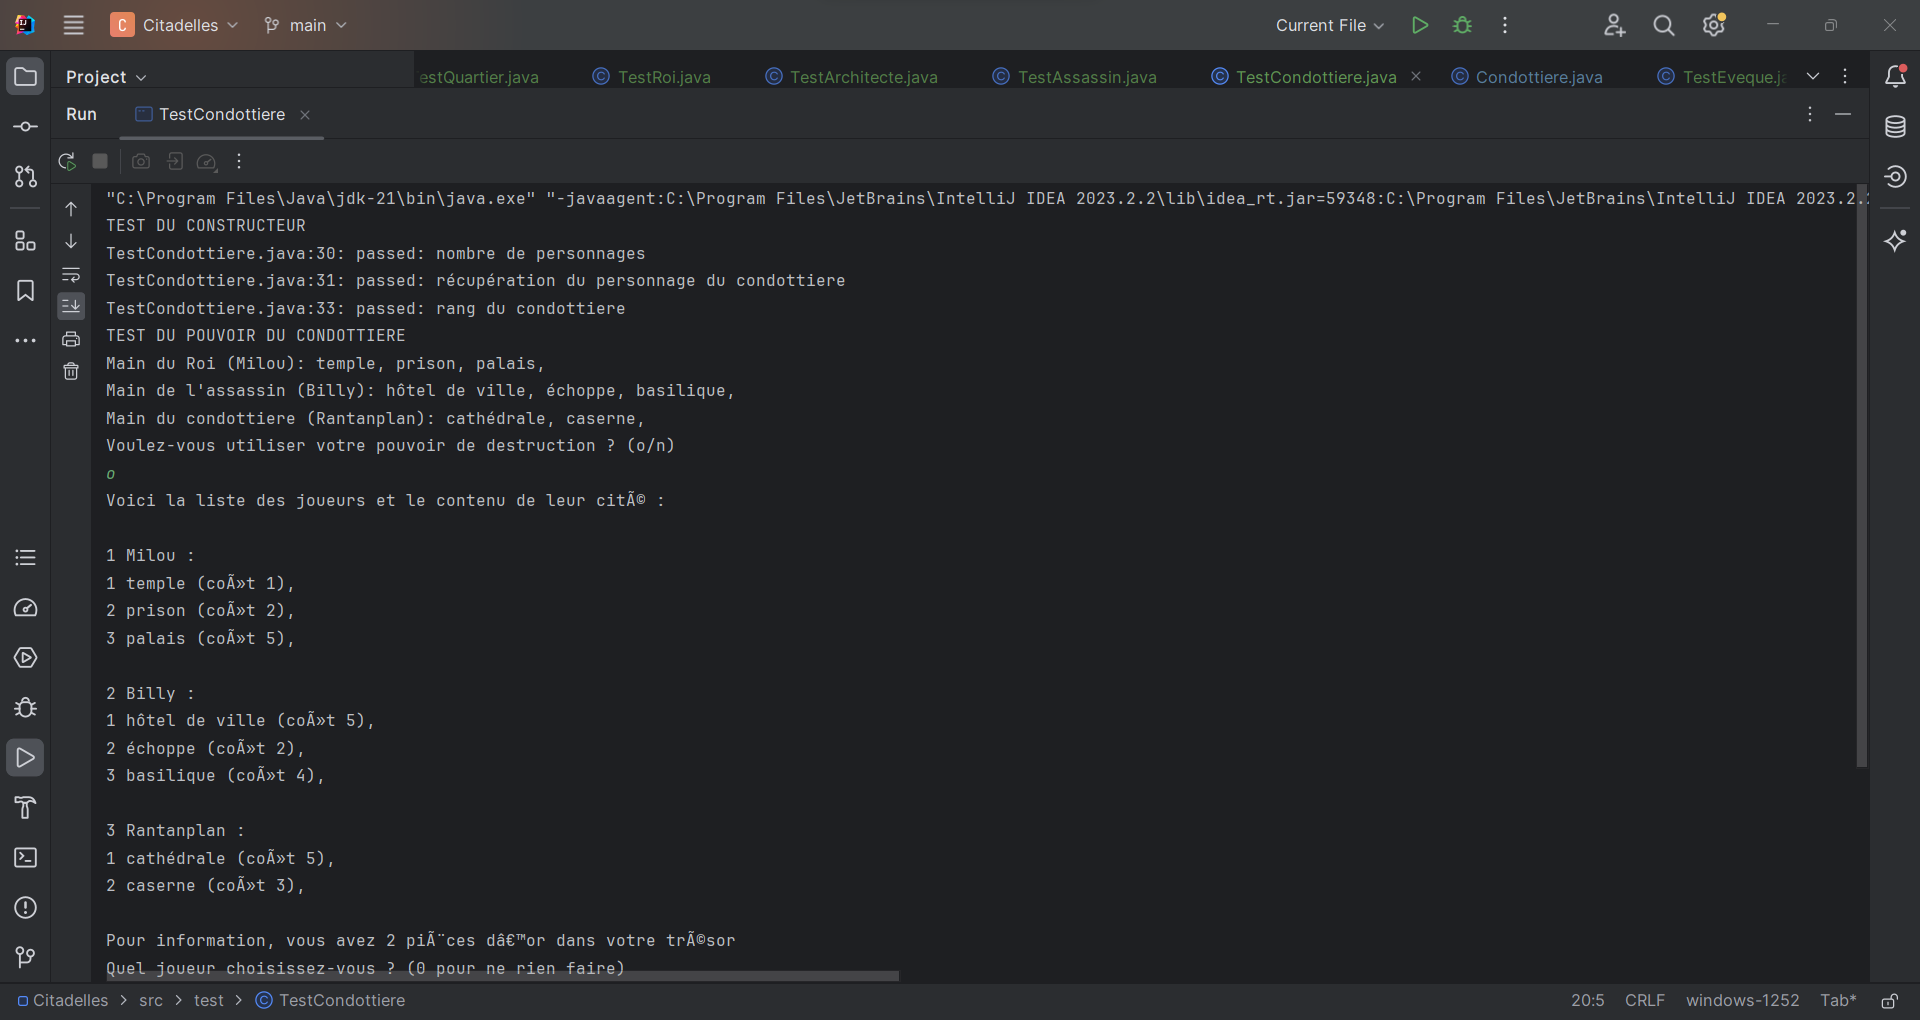 C Citadelles main Current File
Project estQuartier.java TestRoi.java TestArchitecte.java TestAssassin.java TestCondottiere.java Condottiere.java TestEveque.ja
Run TestCondottiere
"C:\Program Files\Java\jdk-21\bin\java.exe" "-javaagent:C:\Program Files\JetBrains\IntelliJ IDEA 2023.2.2\lib\idea_rt.jar=59348:C:\Program Files\JetBrains\IntelliJ IDEA 2023.2.
TEST DU CONSTRUCTEUR
TestCondottiere.java:30: passed: nombre de personnages
TestCondottiere.java:31: passed: récupération du personnage du condottiere
TestCondottiere.java:33: passed: rang du condottiere
TEST DU POUVOIR DU CONDOTTIERE
Main du Roi (Milou): temple, prison, palais,
Main de l'assassin (Billy): hôtel de ville, échoppe, basilique,
Main du condottiere (Rantanplan): cathédrale, caserne,
Voulez-vous utiliser votre pouvoir de destruction ? (o/n)
o
Voici la liste des joueurs et le contenu de leur citÃ© :
1 Milou :
1 temple (coÃ»t 1),
2 prison (coÃ»t 2),
3 palais (coÃ»t 5),
2 Billy :
1 hôtel de ville (coÃ»t 5),
2 échoppe (coÃ»t 2),
3 basilique (coÃ»t 4),
3 Rantanplan :
1 cathédrale (coÃ»t 5),
2 caserne (coÃ»t 3),
Pour information, vous avez 2 piÃ¨ces dâ€™or dans votre trÃ©sor
Quel joueur choisissez-vous ? (0 pour ne rien faire)
Citadelles > src > test > TestCondottiere 20:5 CRLF windows-1252 Tab*